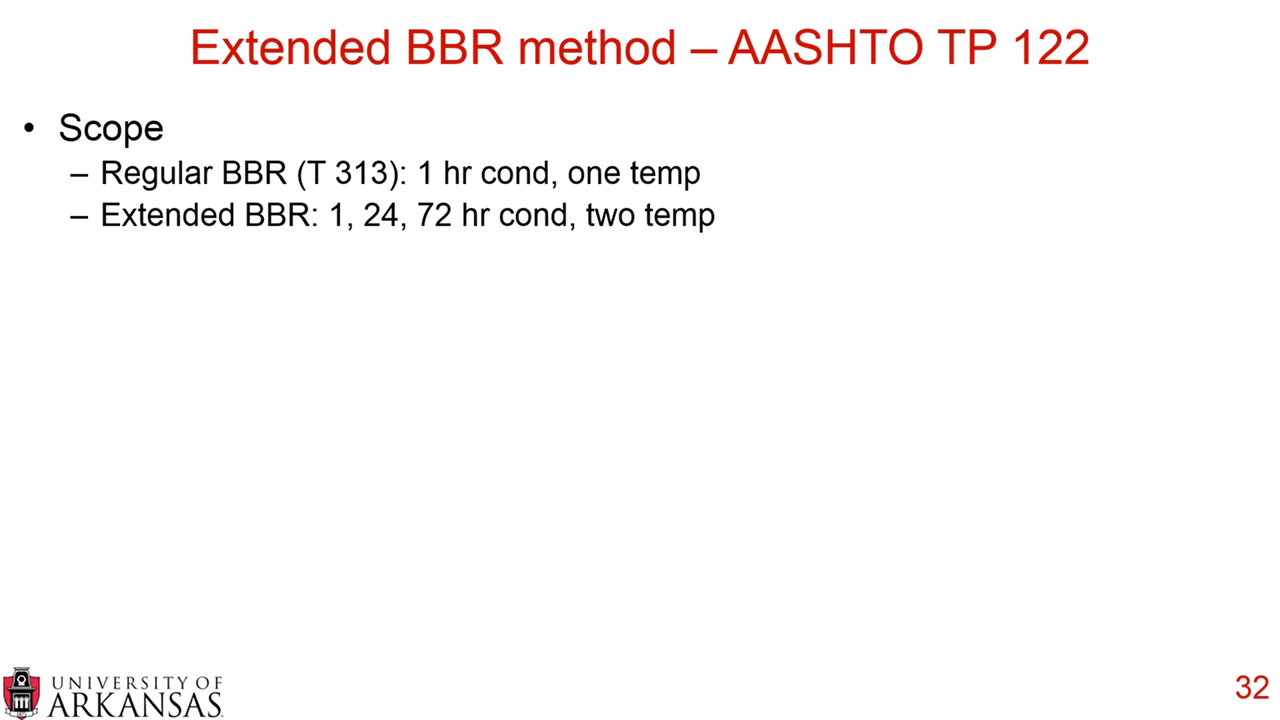 Extended BBR method – AASHTO TP 122
• Scope
– Regular BBR (T 313): 1 hr cond, one temp
– Extended BBR: 1, 24, 72 hr cond, two temp
UNIVERSITY OF
ARKANSAS
32